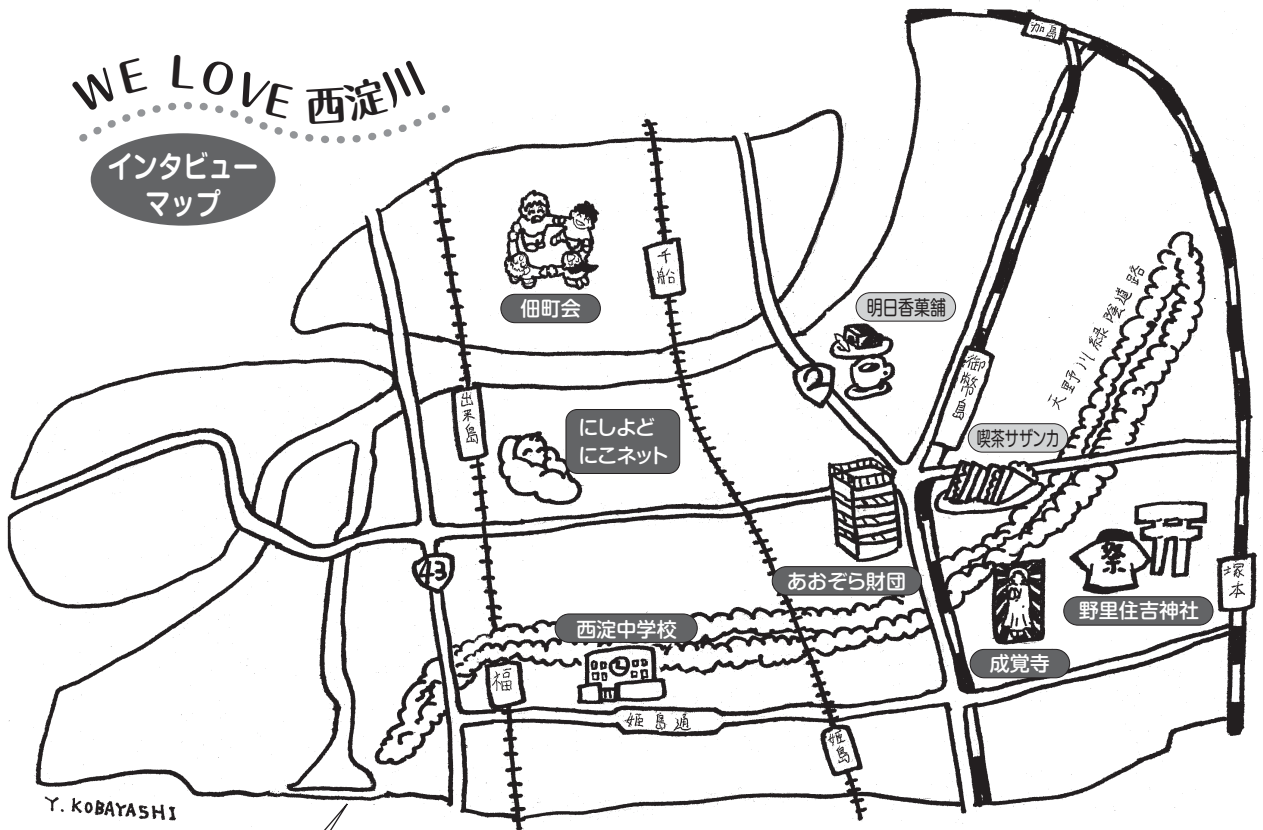 WE LOVE 西淀川
インタビュー
マップ
加島
千船
佃町会
明日香菓舗
大野川緑陰道路
御幣島
2
出来島
にしよど
にこネット
喫茶サザンカ
43
あおぞら財団
塚本
野里住吉神社
祭
西淀中学校
成覚寺
福
姫島通
姫島
Y. KOBAYASHI